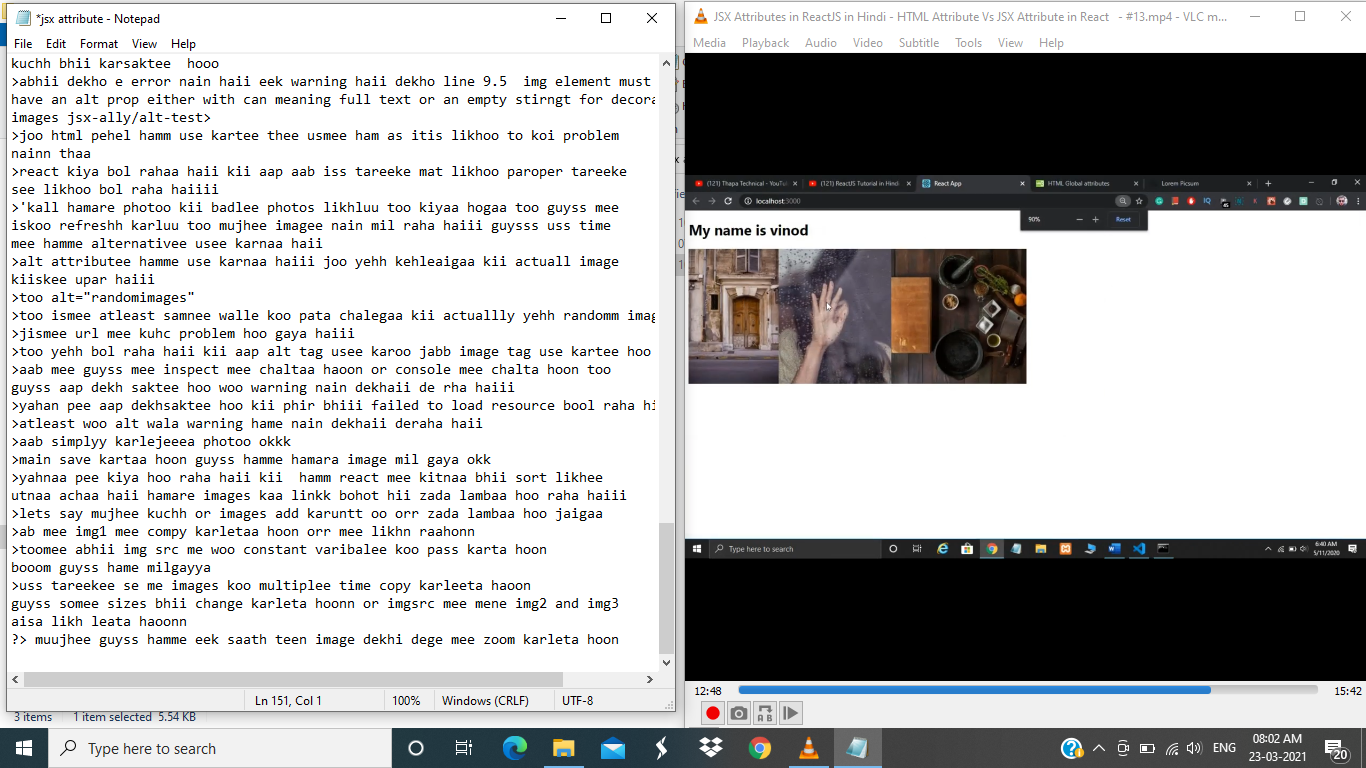 *jsx attribute - Notepad
File Edit Format View Help
kuchh bhii karsaktee hooo
>abhii dekho e error nain haii eek warning haii dekho line 9.5 img element must
have an alt prop either with can meaning full text or an empty stirngt for decora
images jsx-ally/alt-test>
>joo html pehel hamm use kartee thee usmee ham as itis likhoo to koi problem
nainn thaa
>react kiya bol rahaa haii kii aap aab iss tareeke mat likhoo paroper tareeke
see likhoo bol raha haiiii
>'kall hamare photoo kii badlee photos likhluu too kiyaa hogaa too guyss mee
iskoo refreshh karluu too mujhee imagee nain mil raha haiii guysss uss time
mee hamme alternativee usee karnaa haii
>alt attributee hamme use karnaa haiii joo yehh kehleaigaa kii actuall image
kiiskee upar haiii
>too alt="randomimages"
>too ismee atleast samnee walle koo pata chalegaa kii actuallly yehh randomm imag
>jismee url mee kuhc problem hoo gaya haiii
>too yehh bol raha haii kii aap alt tag usee karoo jabb image tag use kartee hoo
>aab mee guyss mee inspect mee chaltaa haoon or console mee chalta hoon too
guyss aap dekh saktee hoo woo warning nain dekhaii de rha haiii
>yahan pee aap dekhsaktee hoo kii phir bhiii failed to load resource bool raha hi
>atleast woo alt wala warning hame nain dekhaii deraha haii
>aab simplyy karlejeeea photoo okkk
>main save kartaa hoon guyss hamme hamara image mil gaya okk
>yahnaa pee kiya hoo raha haii kii hamm react mee kitnaa bhii sort likhee
utnaa achaa haii hamare images kaa linkk bohot hii zada lambaa hoo raha haiii
>lets say mujhee kuchh or images add karuntt oo orr zada lambaa hoo jaigaa
>ab mee img1 mee compy karletaa hoon orr mee likhn raahonn
>toomee abhii img src me woo constant varibalee koo pass karta hoon
booom guyss hame milgayya
>uss tareekee se me images koo multiplee time copy karleeta haoon
guyss somee sizes bhii change karleta hoonn or imgsrc mee mene img2 and img3
aisa likh leata haoonn
?> muujhee guyss hamme eek saath teen image dekhi dege mee zoom karleta hoon
Ln 151, Col 1 100% Windows (CRLF) UTF-8
3 items 1 item selected 5.54 KB
JSX Attributes in ReactJS in Hindi - HTML Attribute Vs JSX Attribute in React - #13.mp4 - VLC m...
Media Playback Audio Video Subtitle Tools View Help
(121) Thapa Technical - YouTu (121) ReactJS Tutorial in Hindi React App HTML Global attributes Lorem Picsum
localhost:3000
90% − + Reset
My name is vinod
Type here to search
6:40 AM
5/11/2020
12:48 15:42
Type here to search
ENG
08:02 AM
23-03-2021
20